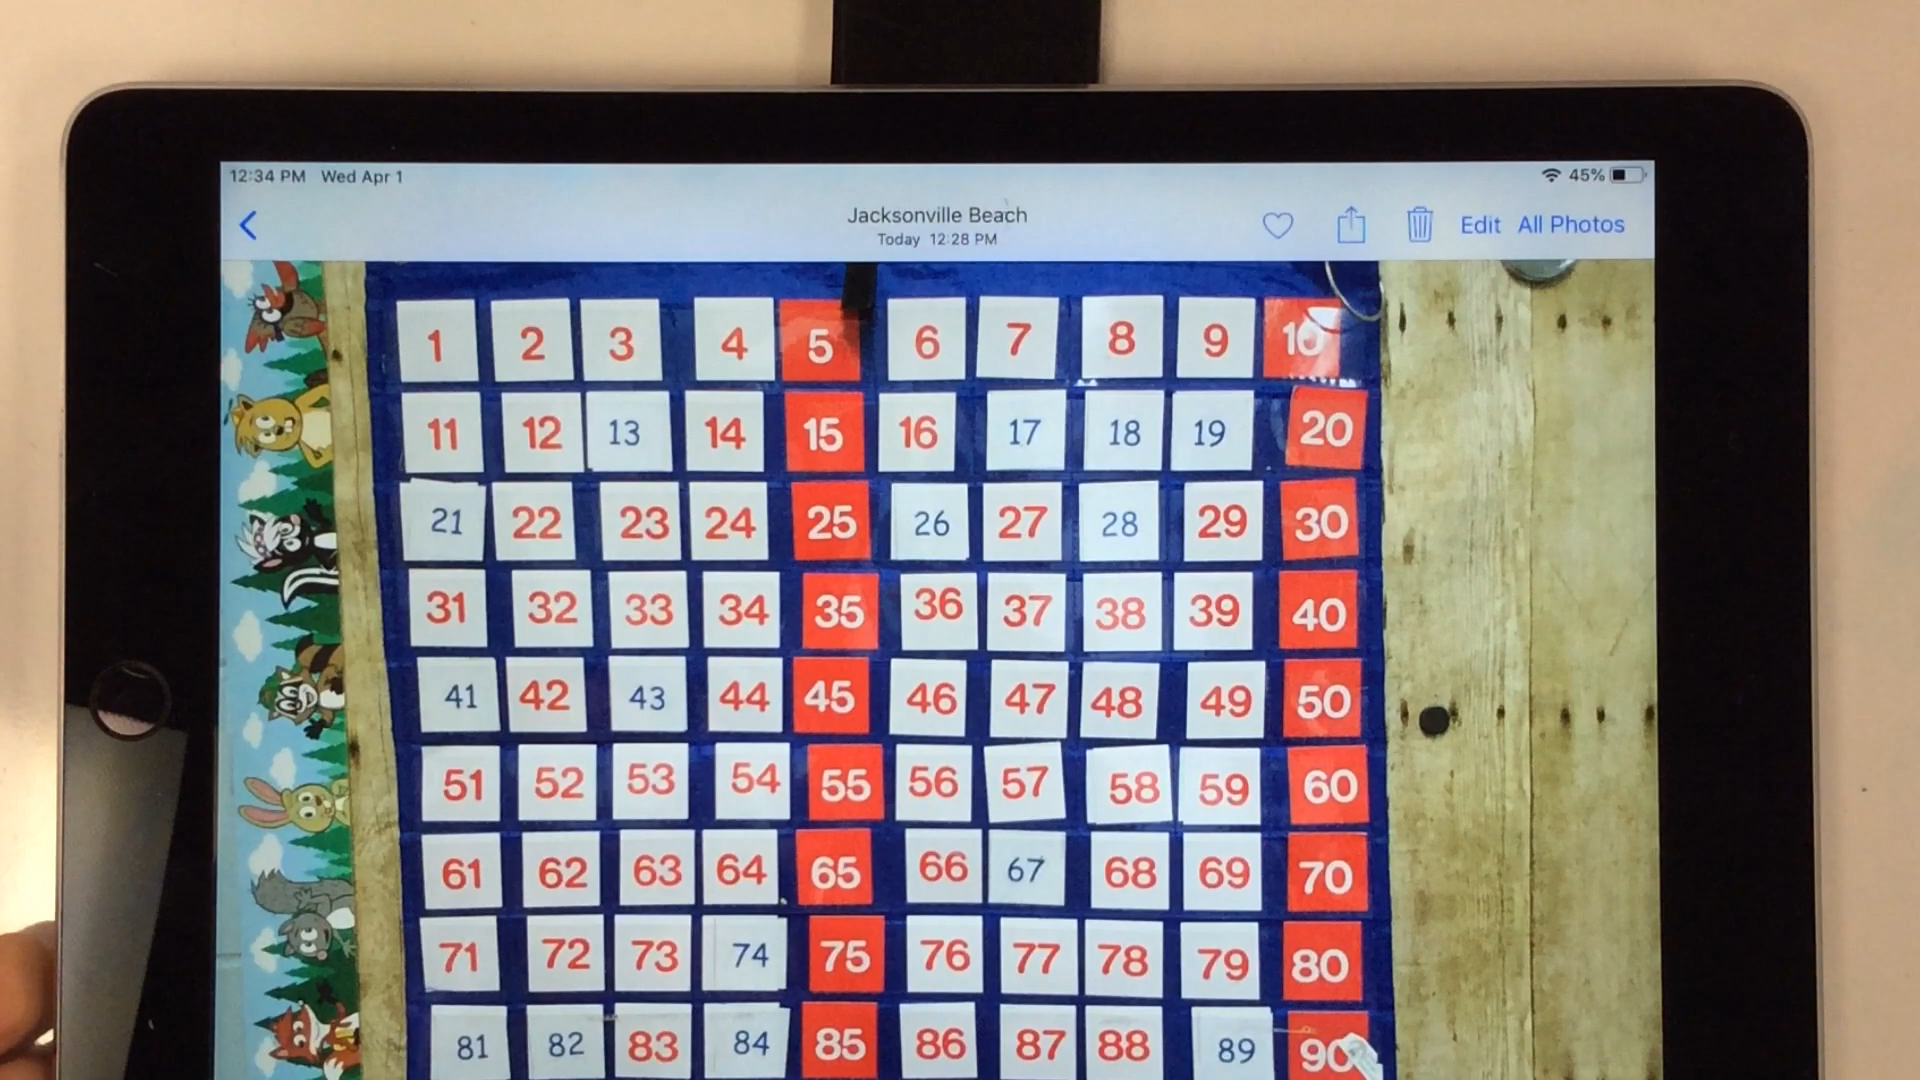 12:34 PM Wed Apr 1
45%
Jacksonville Beach
Today 12:28 PM
Edit All Photos
1 2 3 4 5 6 7 8 9 10
11 12 13 14 15 16 17 18 19 20
21 22 23 24 25 26 27 28 29 30
31 32 33 34 35 36 37 38 39 40
41 42 43 44 45 46 47 48 49 50
51 52 53 54 55 56 57 58 59 60
61 62 63 64 65 66 67 68 69 70
71 72 73 74 75 76 77 78 79 80
81 82 83 84 85 86 87 88 89 90